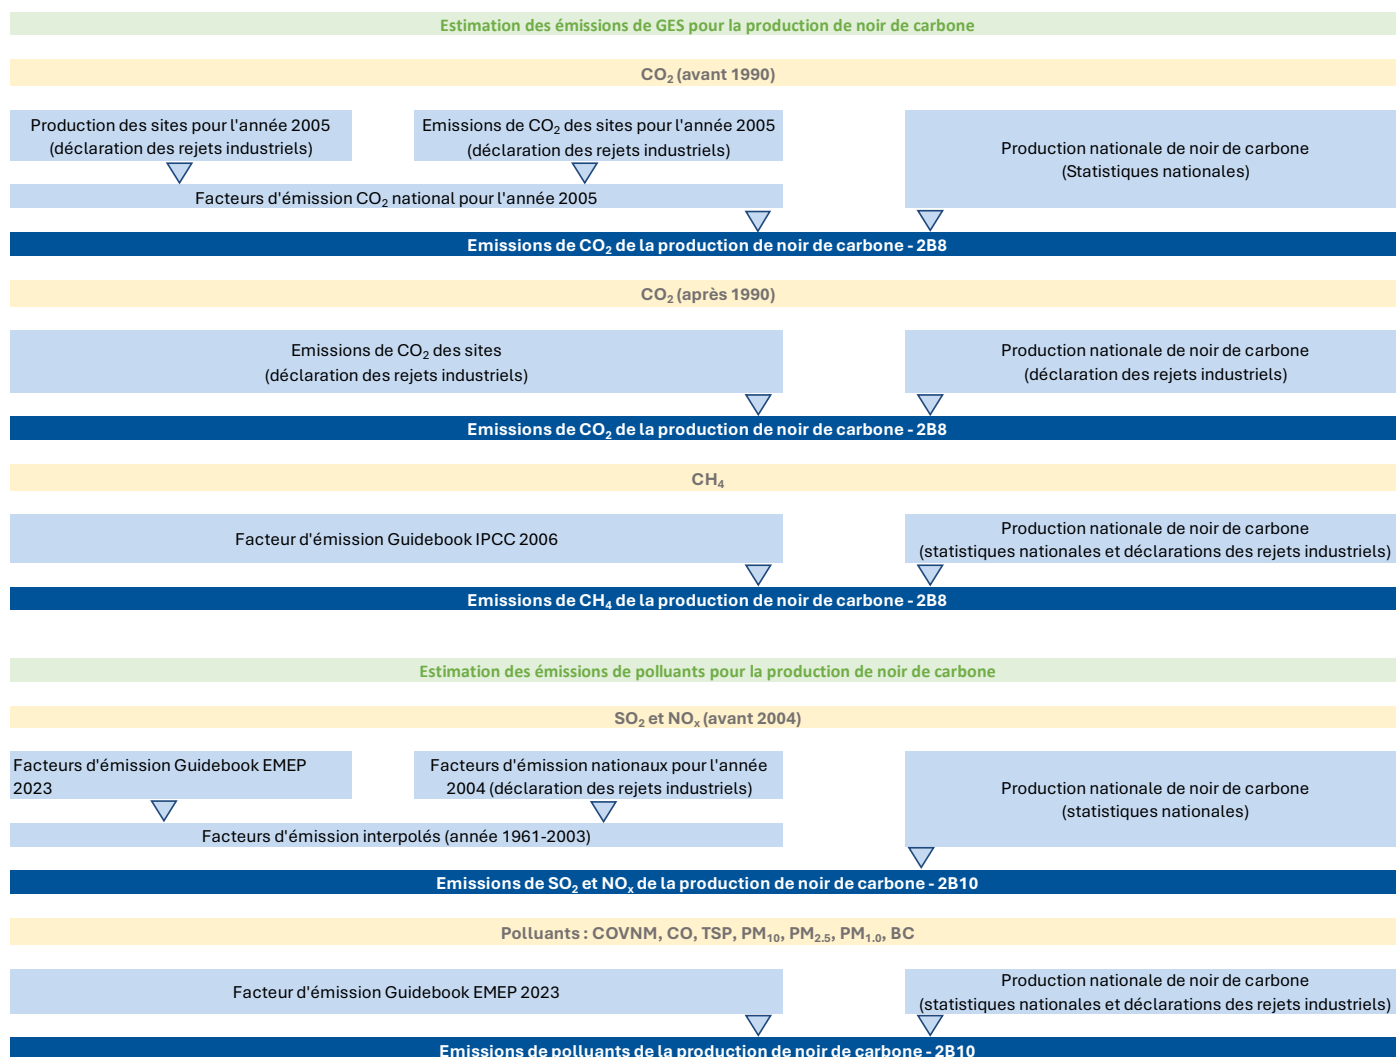 Estimation des émissions de GES pour la production de noir de carbone
CO₂ (avant 1990)
Production des sites pour l'année 2005
(déclaration des rejets industriels)
Emissions de CO₂ des sites pour l'année 2005
(déclaration des rejets industriels)
Production nationale de noir de carbone
(Statistiques nationales)
Facteurs d'émission CO₂ national pour l'année 2005
Emissions de CO₂ de la production de noir de carbone - 2B8
CO₂ (après 1990)
Emissions de CO₂ des sites
(déclaration des rejets industriels)
Production nationale de noir de carbone
(déclaration des rejets industriels)
Emissions de CO₂ de la production de noir de carbone - 2B8
CH₄
Facteur d'émission Guidebook IPCC 2006
Production nationale de noir de carbone
(statistiques nationales et déclarations des rejets industriels)
Emissions de CH₄ de la production de noir de carbone - 2B8
Estimation des émissions de polluants pour la production de noir de carbone
SO₂ et NOₓ (avant 2004)
Facteurs d'émission Guidebook EMEP
2023
Facteurs d'émission nationaux pour l'année
2004 (déclaration des rejets industriels)
Production nationale de noir de carbone
(statistiques nationales)
Facteurs d'émission interpolés (année 1961-2003)
Emissions de SO₂ et NOₓ de la production de noir de carbone - 2B10
Polluants : COVNM, CO, TSP, PM₁₀, PM₂.₅, PM₁.₀, BC
Facteur d'émission Guidebook EMEP 2023
Production nationale de noir de carbone
(statistiques nationales et déclarations des rejets industriels)
Emissions de polluants de la production de noir de carbone - 2B10